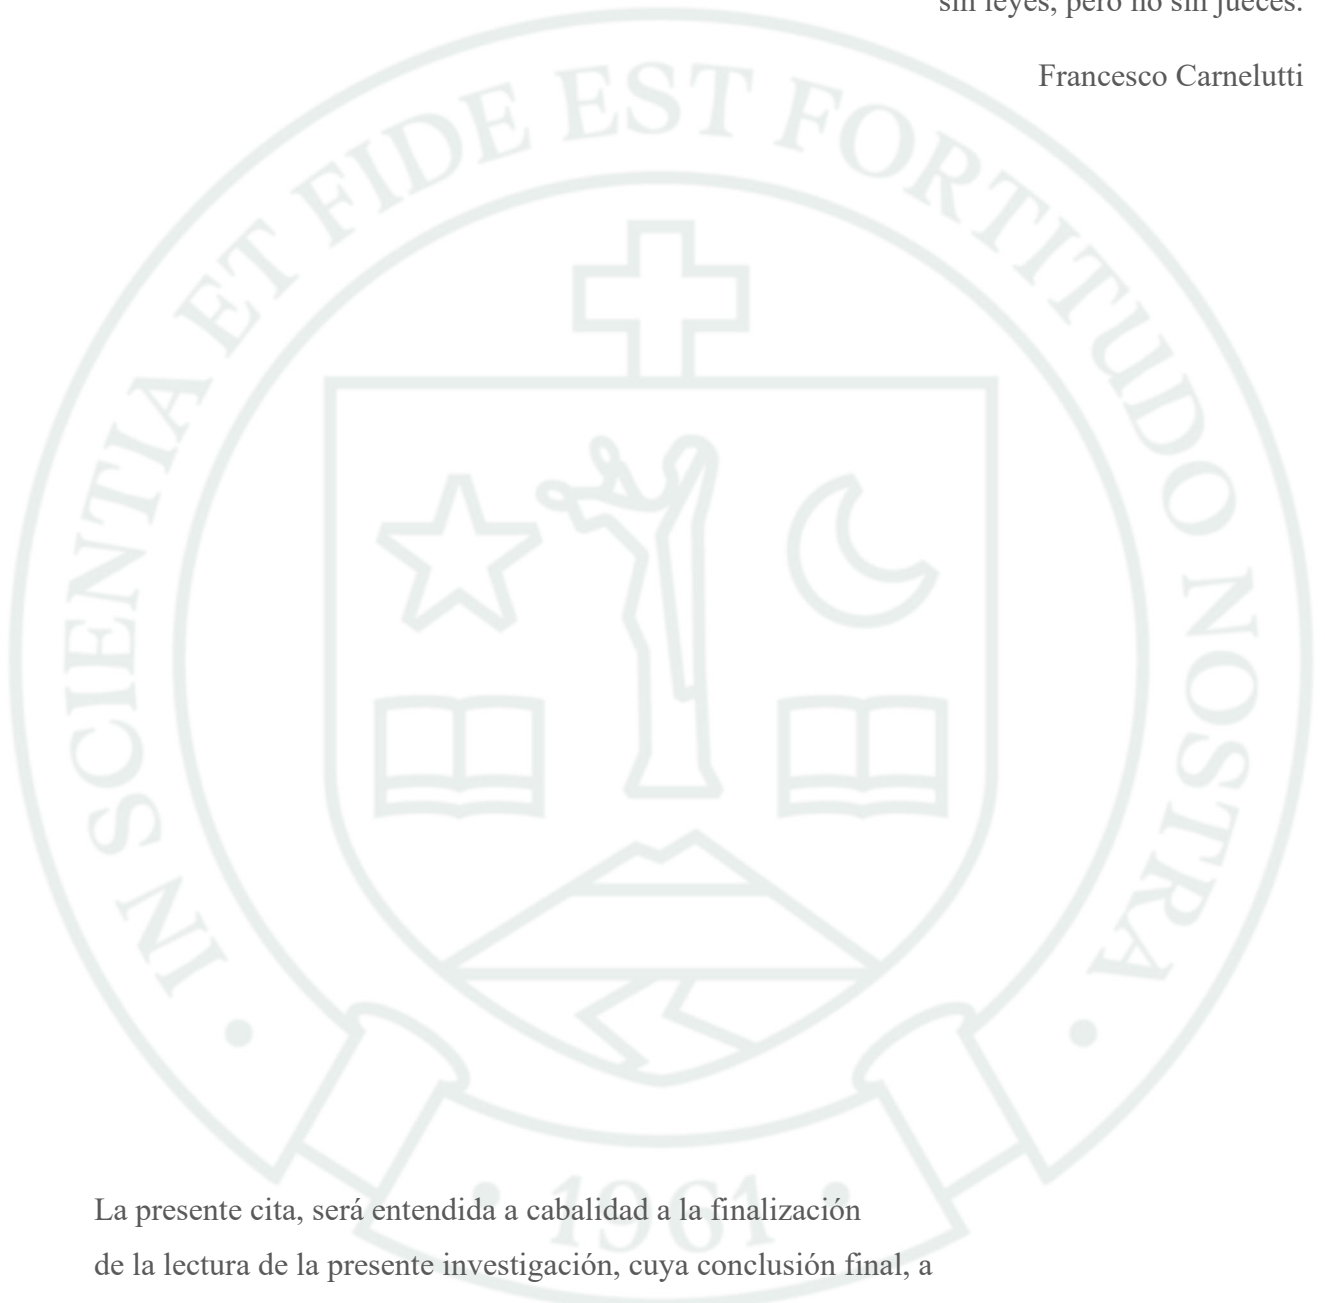 sin leyes, pero no sin jueces.
Francesco Carnelutti
IN SCIENTIA ET FIDE EST FORTITUDO NOSTRA
1961
La presente cita, será entendida a cabalidad a la finalización
de la lectura de la presente investigación, cuya conclusión final, a